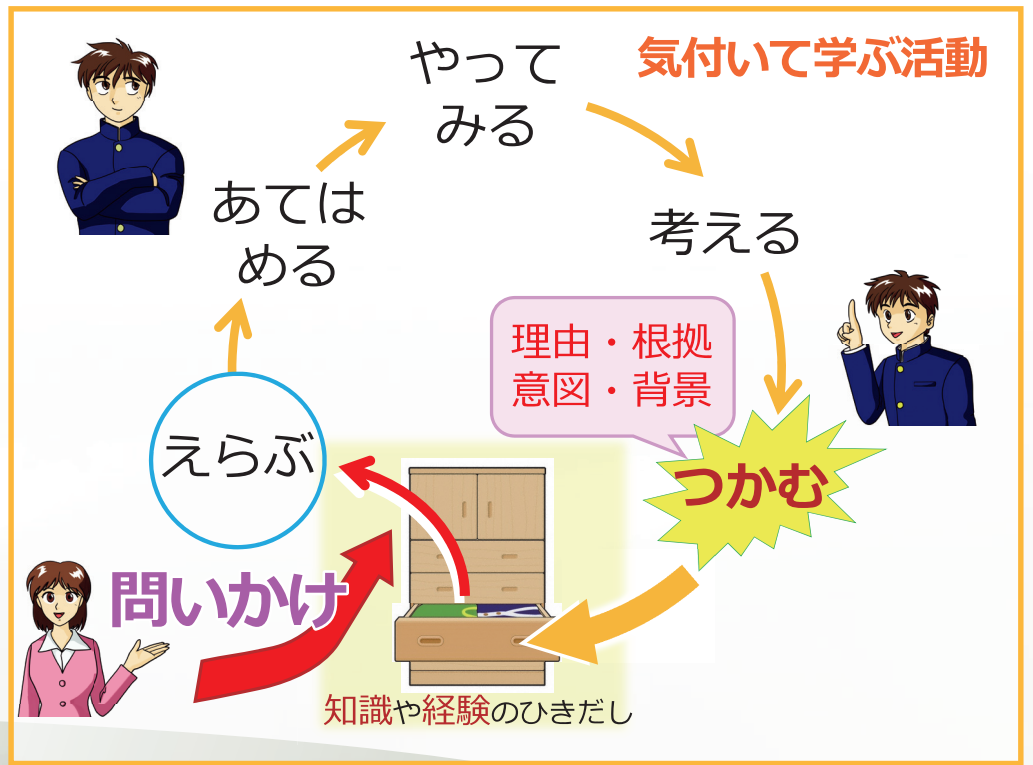 気付いて学ぶ活動
やって
みる
あては
める
考える
理由・根拠
意図・背景
えらぶ
つかむ
問いかけ
知識や経験のひきだし